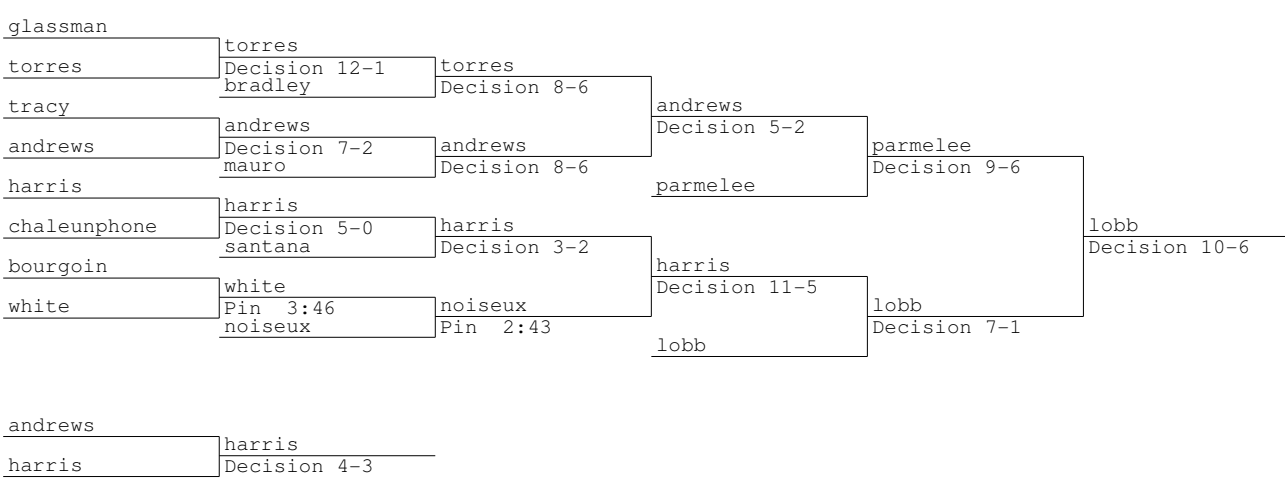 glassman
torres
torres
Decision 12-1
bradley
torres
Decision 8-6
tracy
andrews
andrews
Decision 7-2
mauro
andrews
Decision 8-6
andrews
Decision 5-2
parmelee
parmelee
Decision 9-6
harris
chaleunphone
harris
Decision 5-0
santana
harris
Decision 3-2
bourgoin
white
white
Pin 3:46
noiseux
noiseux
Pin 2:43
harris
Decision 11-5
lobb
lobb
Decision 7-1
lobb
Decision 10-6
andrews
harris
harris
Decision 4-3